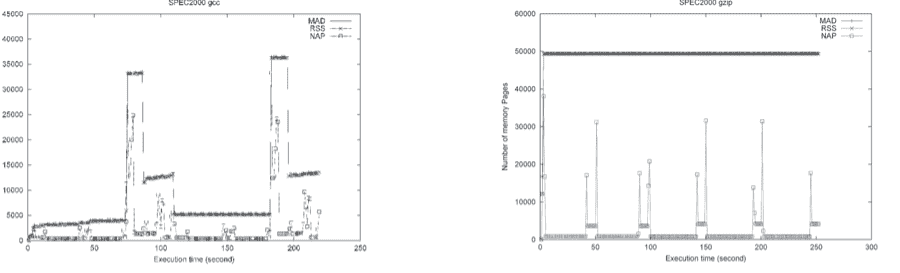 SPEC2000 gcc
45000
40000
35000
30000
25000
20000
15000
10000
5000
0
0 50 100 150 200 250
Execution time (second)
MAD
RSS
NAP
SPEC2000 gzip
Number of memory Pages
60000
50000
40000
30000
20000
10000
0
0 50 100 150 200 250 300
Execution time (second)
MAD
RSS
NAP